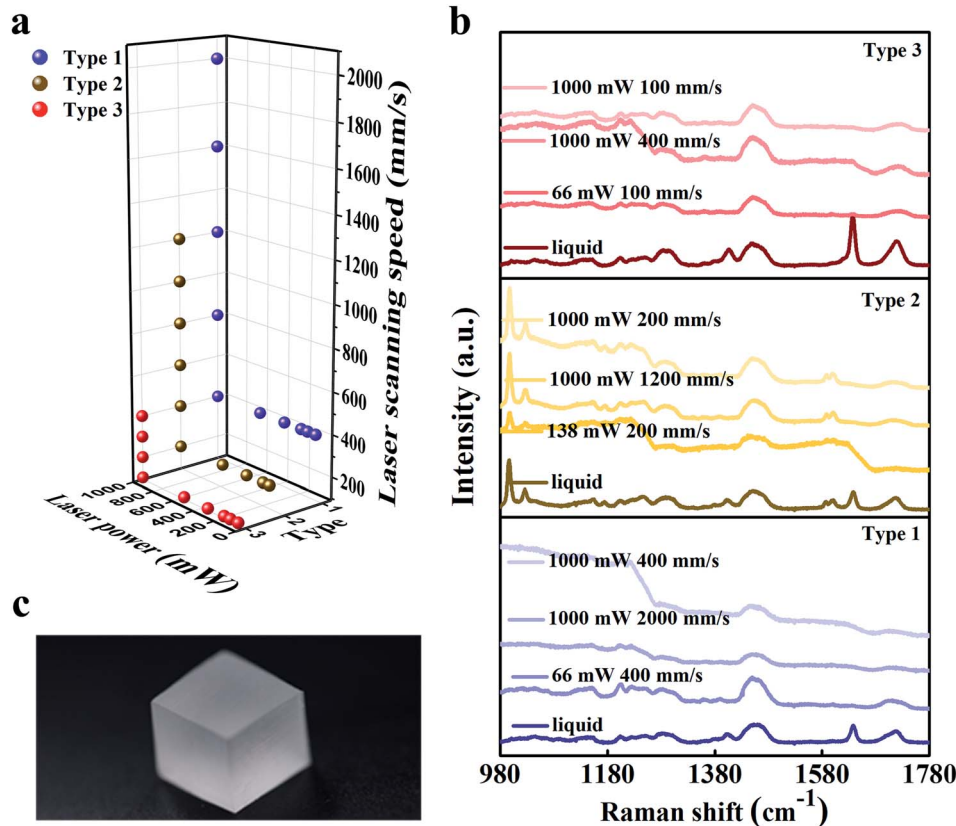 a
Type 1
Type 2
Type 3
2000
1800
1600
1400
1200
1000
800
600
400
200
Laser scanning speed (mm/s)
1000
800
600
400
200
0
Laser power (mW)
1
2
3
Type
b
Type 3
1000 mW 100 mm/s
1000 mW 400 mm/s
66 mW 100 mm/s
liquid
Type 2
1000 mW 200 mm/s
1000 mW 1200 mm/s
138 mW 200 mm/s
liquid
Type 1
1000 mW 400 mm/s
1000 mW 2000 mm/s
66 mW 400 mm/s
liquid
Intensity (a.u.)
980 1180 1380 1580 1780
Raman shift (cm⁻¹)
c